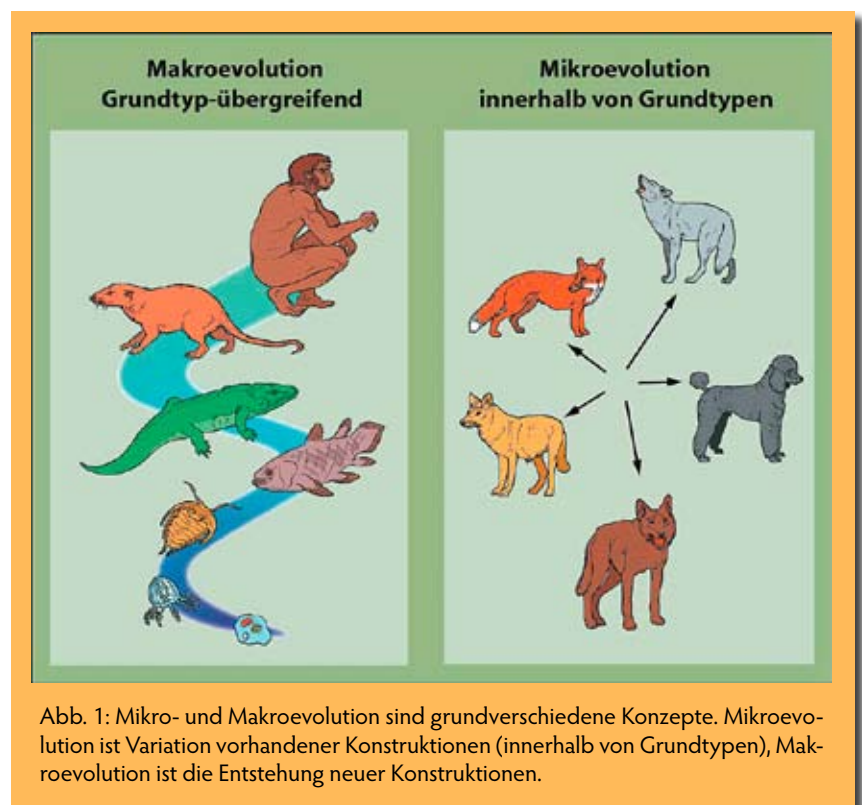 Makroevolution
Grundtyp-übergreifend
Mikroevolution
innerhalb von Grundtypen
Abb. 1: Mikro- und Makroevolution sind grundverschiedene Konzepte. Mikroevo-
lution ist Variation vorhandener Konstruktionen (innerhalb von Grundtypen), Mak-
roevolution ist die Entstehung neuer Konstruktionen.